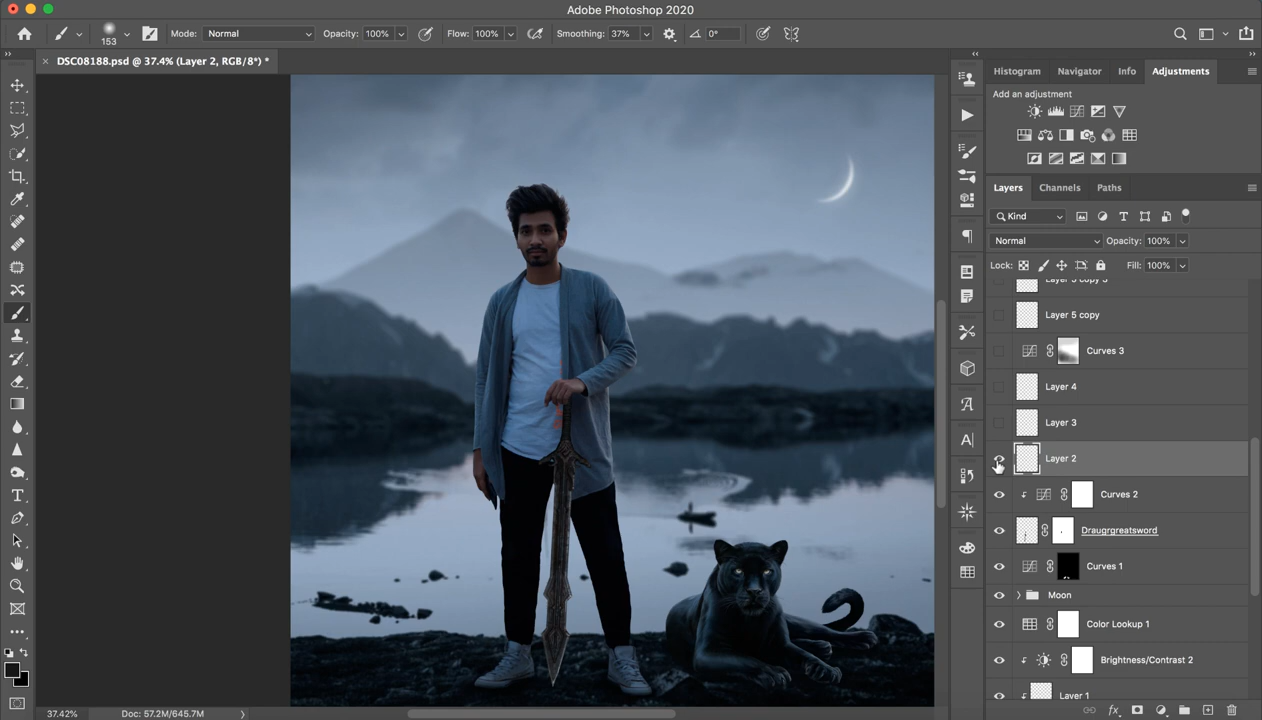 Adobe Photoshop 2020
153 Mode: Normal Opacity: 100% Flow: 100% Smoothing: 37% 0°
DSC08188.psd @ 37.4% (Layer 2, RGB/8*) *
Histogram Navigator Info Adjustments
Add an adjustment
Layers Channels Paths
Kind
Normal Opacity: 100%
Lock: Fill: 100%
Layer 5 copy
Curves 3
Layer 4
Layer 3
Layer 2
Curves 2
Draugrgreatsword
Curves 1
Moon
Color Lookup 1
Brightness/Contrast 2
Layer 1
37.42% Doc: 57.2M/645.7M